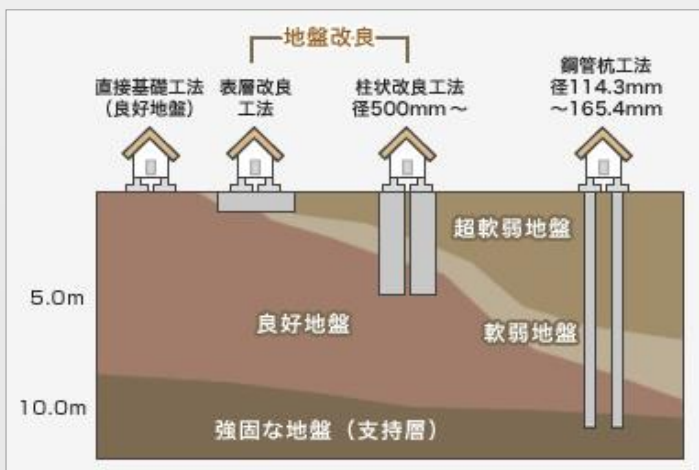 地盤改良
直接基礎工法
（良好地盤）
表層改良
工法
柱状改良工法
径500mm～
鋼管杭工法
径114.3mm
～165.4mm
超軟弱地盤
5.0m
良好地盤
軟弱地盤
10.0m
強固な地盤（支持層）